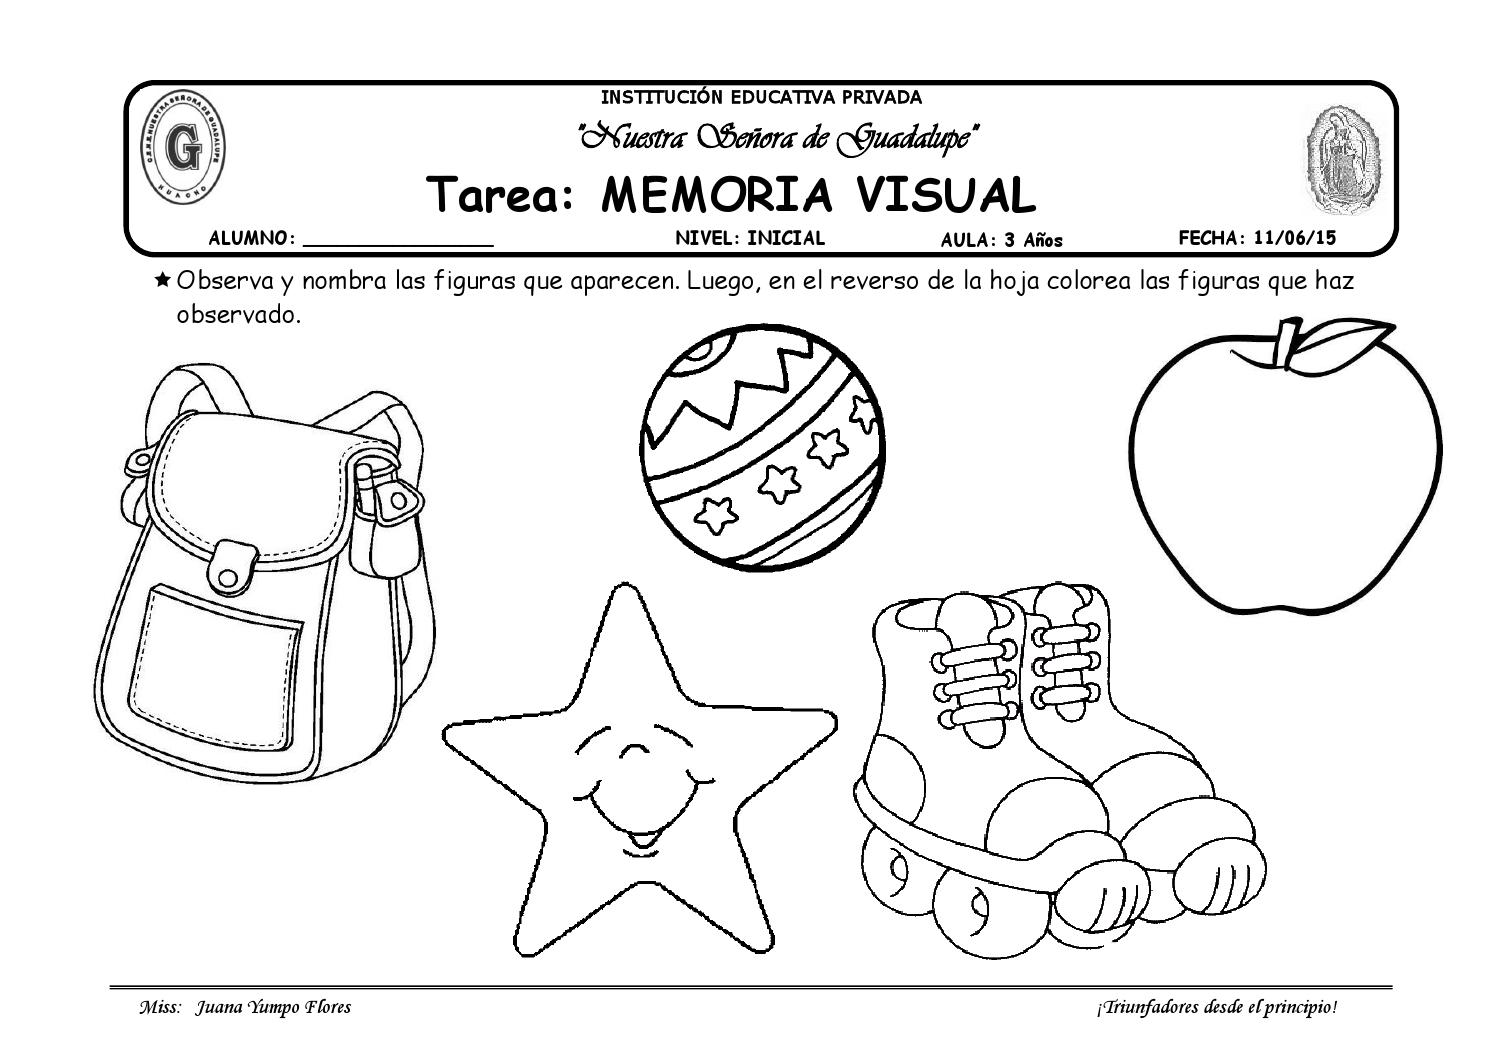 INSTITUCIÓN EDUCATIVA PRIVADA
"Nuestra Señora de Guadalupe"
G
HUACHO
Tarea: MEMORIA VISUAL
ALUMNO: ____________________ NIVEL: INICIAL AULA: 3 Años FECHA: 11/06/15
★ Observa y nombra las figuras que aparecen. Luego, en el reverso de la hoja colorea las figuras que haz
observado.
Miss: Juana Yumpo Flores ¡Triunfadores desde el principio!